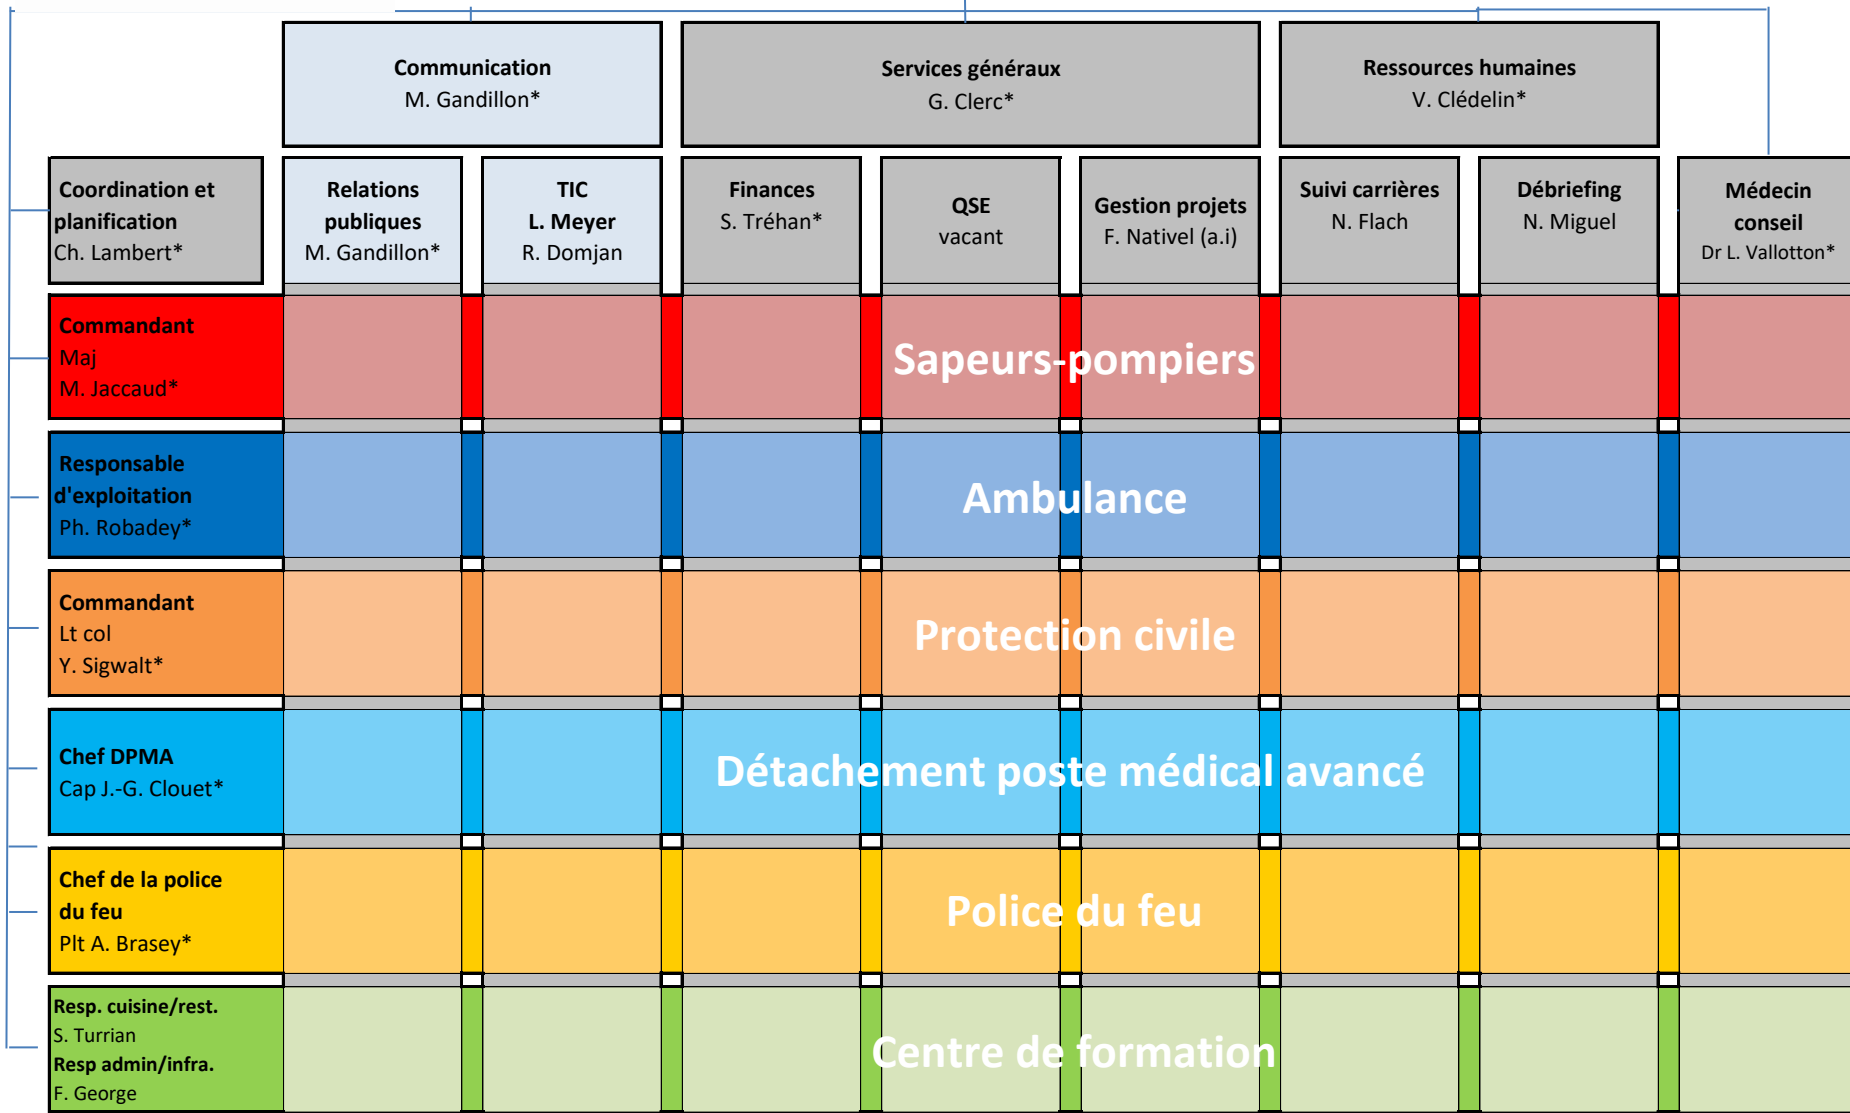 Communication
M. Gandillon*
Services généraux
G. Clerc*
Ressources humaines
V. Clédelin*
Coordination et
planification
Ch. Lambert*
Relations
publiques
M. Gandillon*
TIC
L. Meyer
R. Domjan
Finances
S. Tréhan*
QSE
vacant
Gestion projets
F. Nativel (a.i)
Suivi carrières
N. Flach
Débriefing
N. Miguel
Médecin
conseil
Dr L. Vallotton*
Commandant
Maj
M. Jaccaud*
Sapeurs-pompiers
Responsable
d'exploitation
Ph. Robadey*
Ambulance
Commandant
Lt col
Y. Sigwalt*
Protection civile
Chef DPMA
Cap J.-G. Clouet*
Détachement poste médical avancé
Chef de la police
du feu
Plt A. Brasey*
Police du feu
Resp. cuisine/rest.
S. Turrian
Resp admin/infra.
F. George
Centre de formation